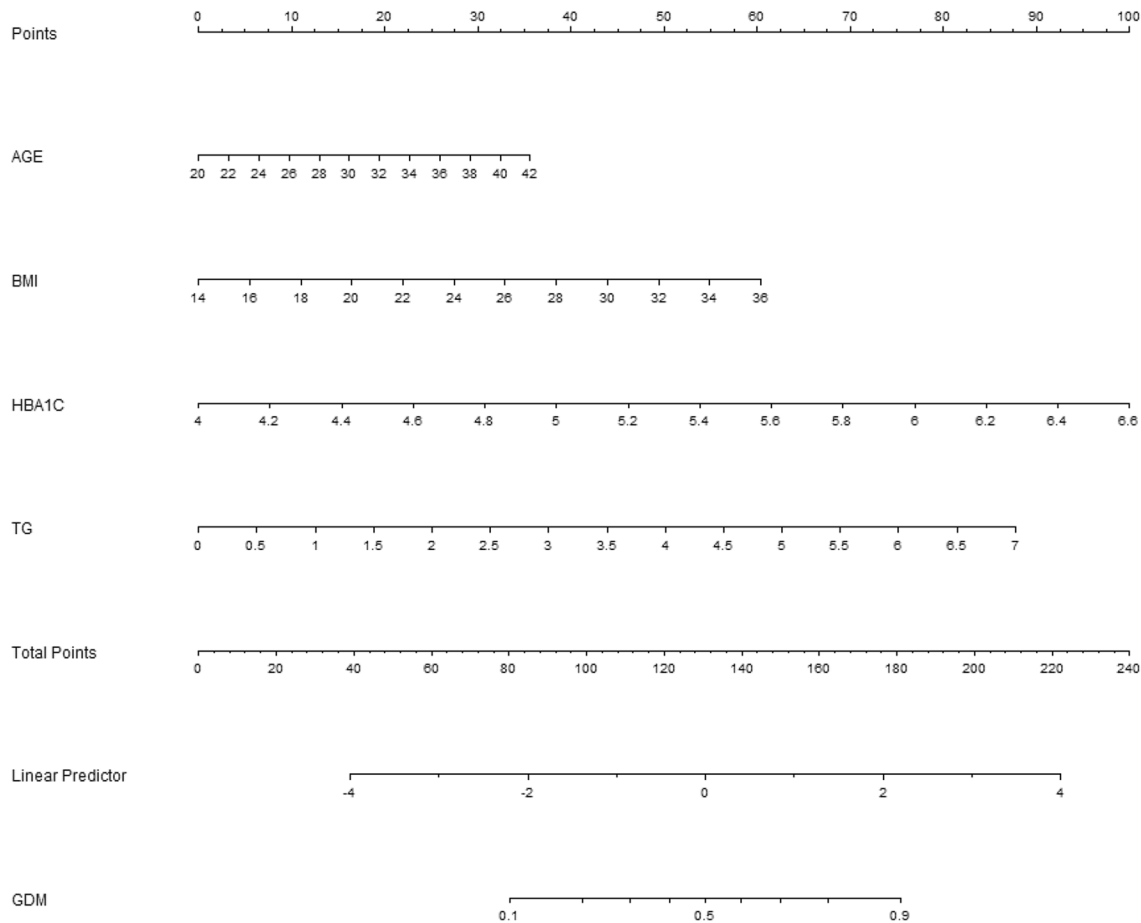 0 10 20 30 40 50 60 70 80 90 100
Points
AGE
20 22 24 26 28 30 32 34 36 38 40 42
BMI
14 16 18 20 22 24 26 28 30 32 34 36
HBA1C
4 4.2 4.4 4.6 4.8 5 5.2 5.4 5.6 5.8 6 6.2 6.4 6.6
TG
0 0.5 1 1.5 2 2.5 3 3.5 4 4.5 5 5.5 6 6.5 7
Total Points
0 20 40 60 80 100 120 140 160 180 200 220 240
Linear Predictor
-4 -2 0 2 4
GDM
0.1 0.5 0.9